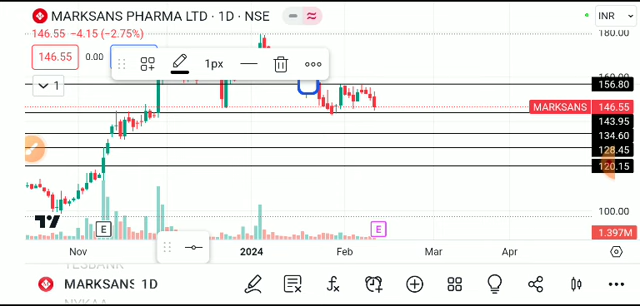 MARKSANS PHARMA LTD · 1D · NSE
INR
146.55 −4.15 (−2.75%)
180.00
146.55
0.00
1px
1
156.80
MARKSANS 146.55
143.95
134.60
128.45
120.15
100.00
E
E
1.397M
Nov
2024
Feb
Mar
Apr
YESBANK
MARKSANS 1D
NYKAA